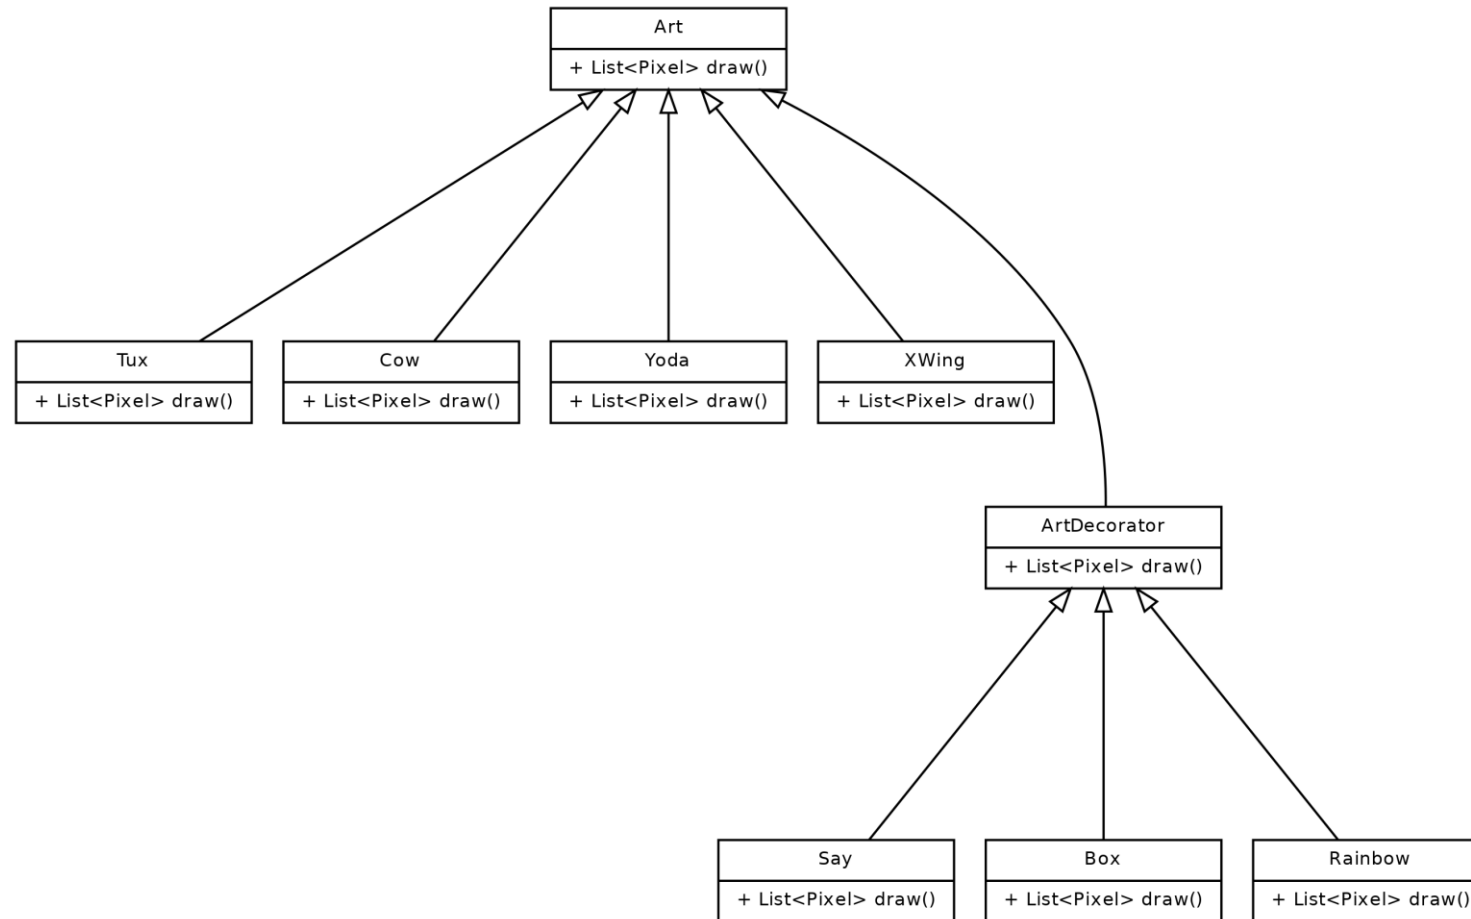 Art
+ List<Pixel> draw()
Tux
+ List<Pixel> draw()
Cow
+ List<Pixel> draw()
Yoda
+ List<Pixel> draw()
XWing
+ List<Pixel> draw()
ArtDecorator
+ List<Pixel> draw()
Say
+ List<Pixel> draw()
Box
+ List<Pixel> draw()
Rainbow
+ List<Pixel> draw()